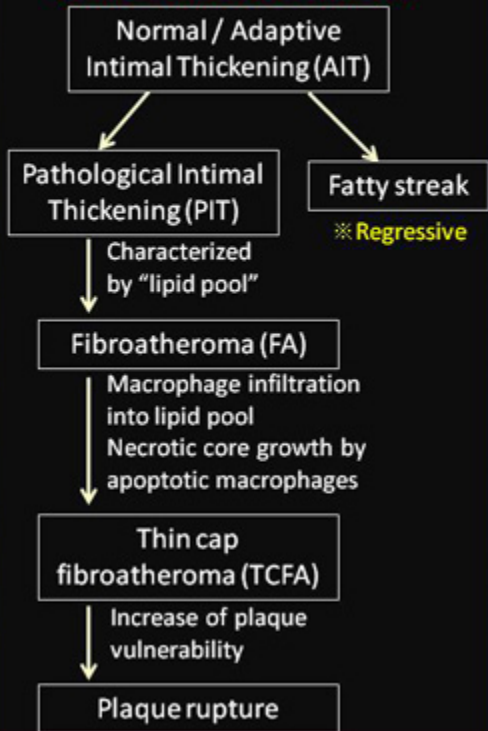 Normal / Adaptive
Intimal Thickening (AIT)
Pathological Intimal
Thickening (PIT)
Fatty streak
※Regressive
Characterized
by “lipid pool”
Fibroatheroma (FA)
Macrophage infiltration
into lipid pool
Necrotic core growth by
apoptotic macrophages
Thin cap
fibroatheroma (TCFA)
Increase of plaque
vulnerability
Plaque rupture